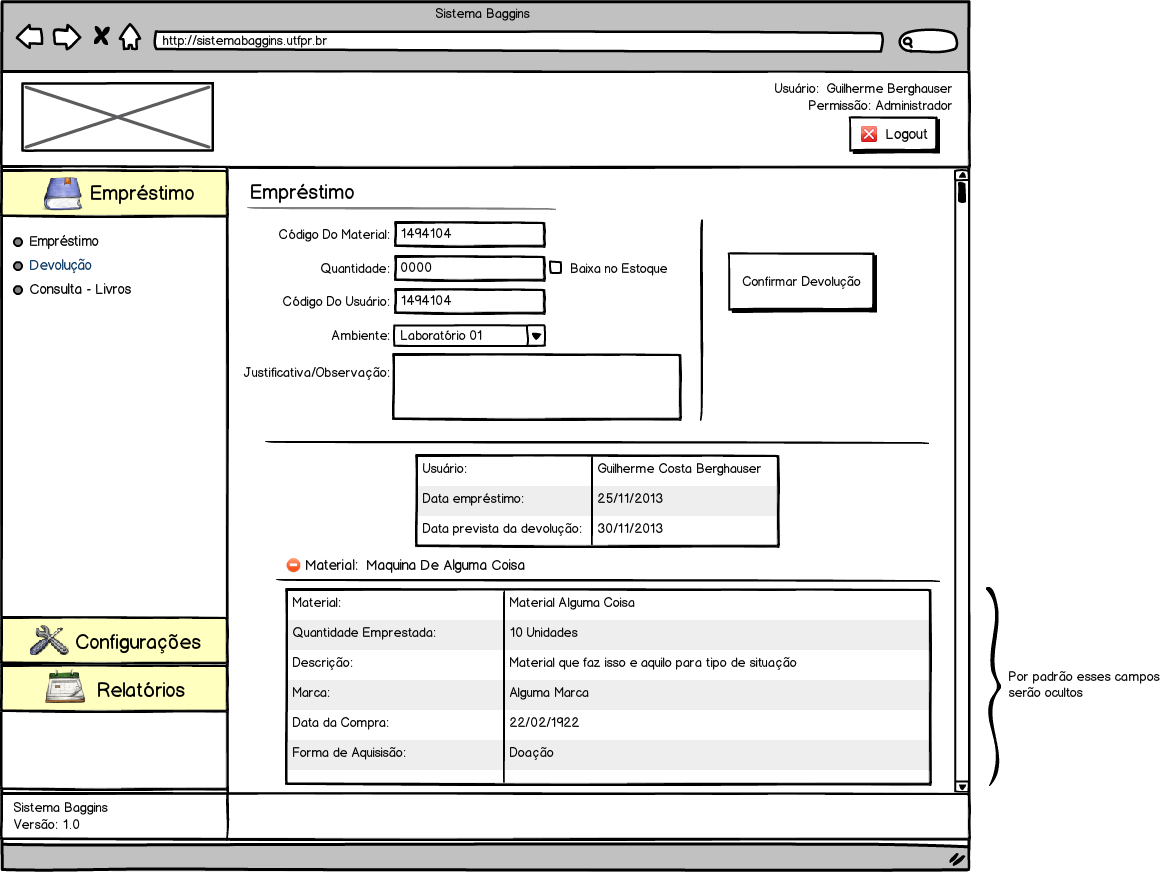 Sistema Baggins
http://sistemabaggins.utfpr.br
Usuário: Guilherme Berghauser
Permissão: Administrador
Logout
Empréstimo
Empréstimo
Devolução
Consulta - Livros
Configurações
Relatórios
Empréstimo
Código Do Material: 1494104
Quantidade: 0000 Baixa no Estoque
Código Do Usuário: 1494104
Ambiente: Laboratório 01
Justificativa/Observação:
Confirmar Devolução
Usuário: Guilherme Costa Berghauser
Data empréstimo: 25/11/2013
Data prevista da devolução: 30/11/2013
Material: Maquina De Alguma Coisa
Material: Material Alguma Coisa
Quantidade Emprestada: 10 Unidades
Descrição: Material que faz isso e aquilo para tipo de situação
Marca: Alguma Marca
Data da Compra: 22/02/1922
Forma de Aquisisão: Doação
Por padrão esses campos
serão ocultos
Sistema Baggins
Versão: 1.0